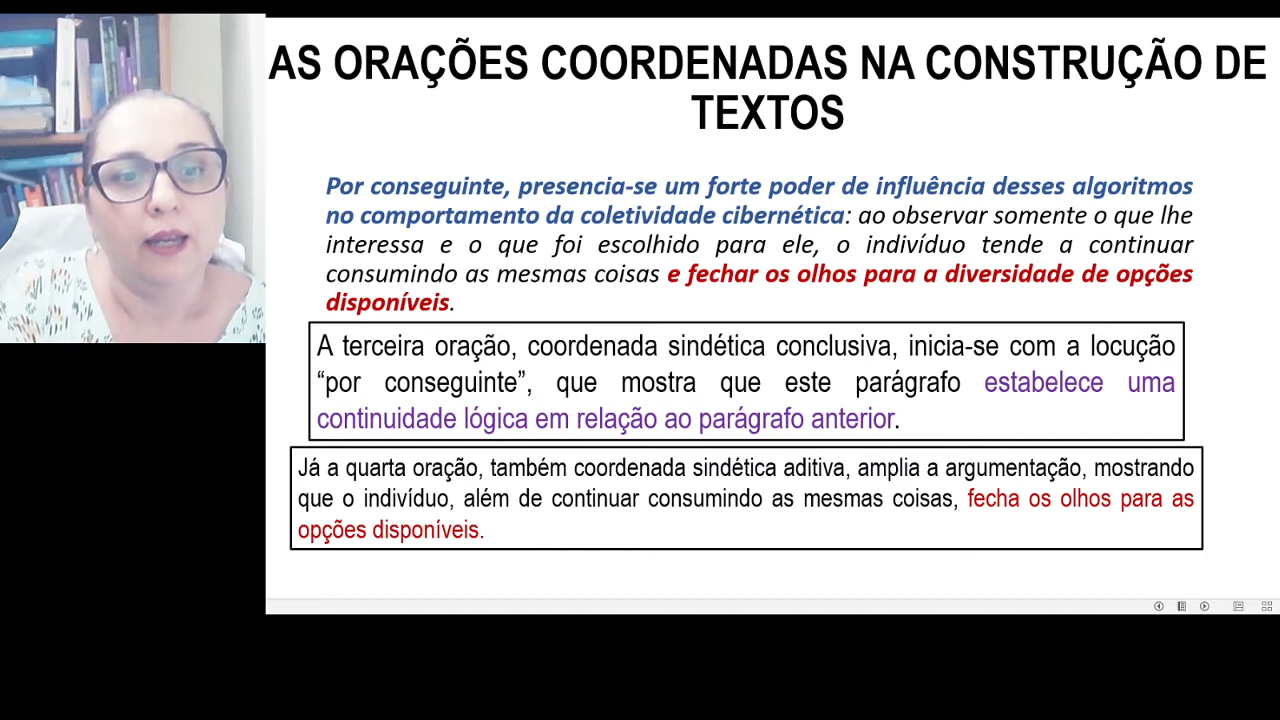 AS ORAÇÕES COORDENADAS NA CONSTRUÇÃO DE
TEXTOS
Por conseguinte, presencia-se um forte poder de influência desses algoritmos
no comportamento da coletividade cibernética: ao observar somente o que lhe
interessa e o que foi escolhido para ele, o indivíduo tende a continuar
consumindo as mesmas coisas e fechar os olhos para a diversidade de opções
disponíveis.
A terceira oração, coordenada sindética conclusiva, inicia-se com a locução
“por conseguinte”, que mostra que este parágrafo estabelece uma
continuidade lógica em relação ao parágrafo anterior.
Já a quarta oração, também coordenada sindética aditiva, amplia a argumentação, mostrando
que o indivíduo, além de continuar consumindo as mesmas coisas, fecha os olhos para as
opções disponíveis.